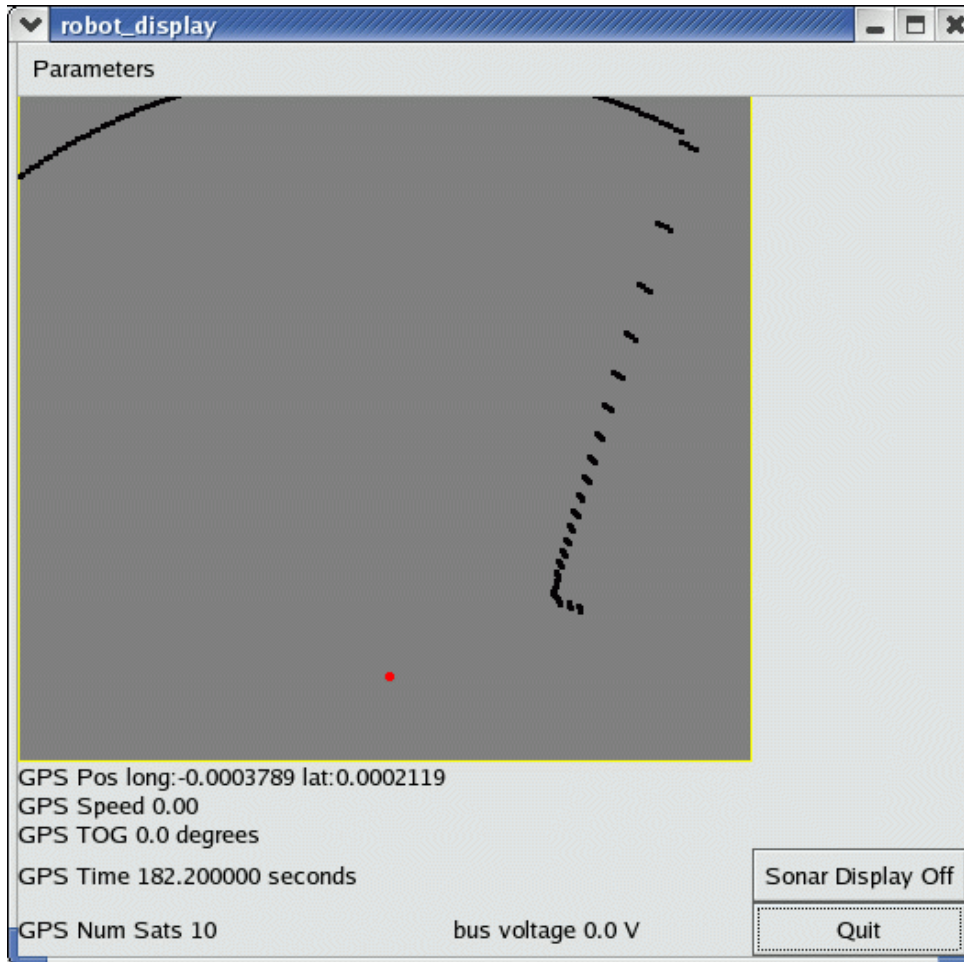 robot_display
Parameters
GPS Pos long:-0.0003789 lat:0.0002119
GPS Speed 0.00
GPS TOG 0.0 degrees
GPS Time 182.200000 seconds
Sonar Display Off
GPS Num Sats 10
bus voltage 0.0 V
Quit